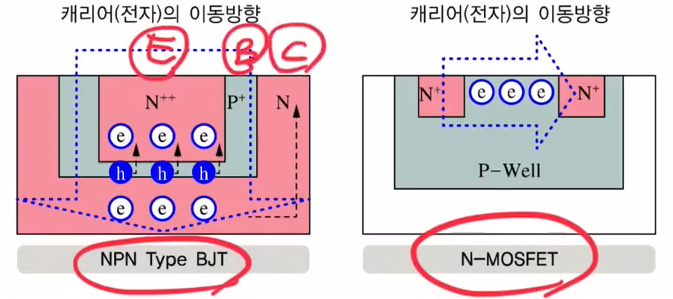 캐리어(전자)의 이동방향
E B C
N++ P+ N
e e e
h h h
e e e
NPN Type BJT
캐리어(전자)의 이동방향
N+ e e e N+
P-Well
N-MOSFET